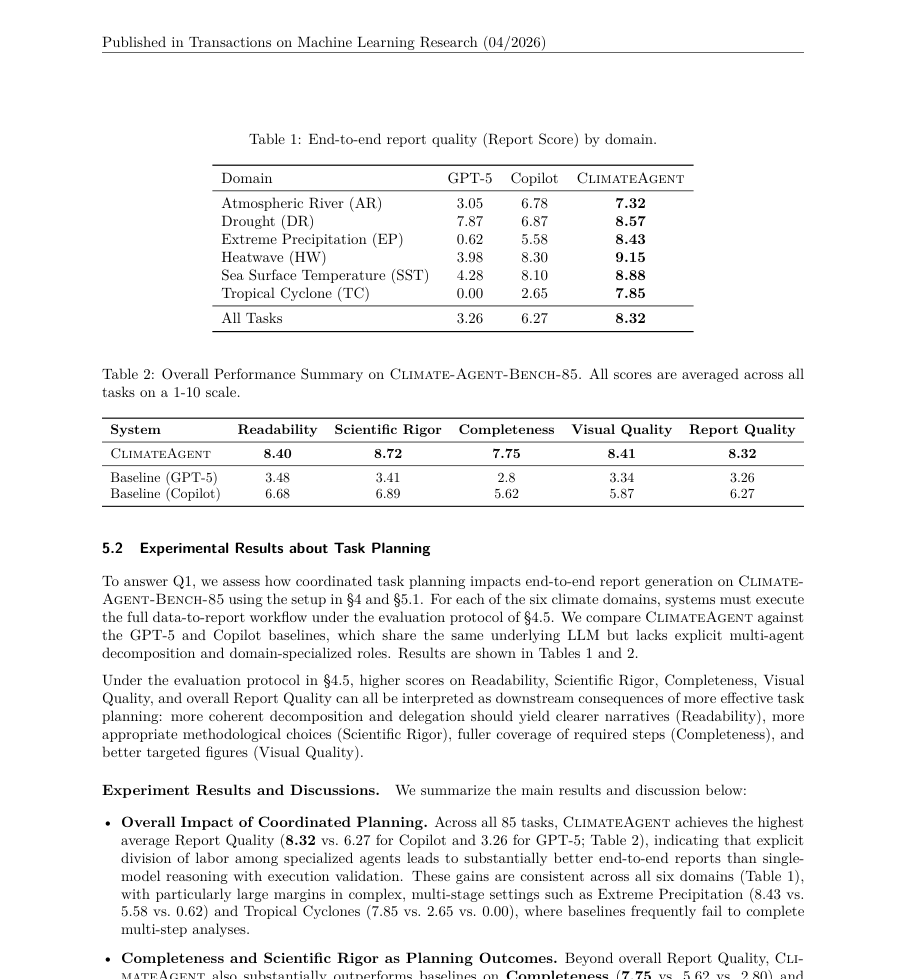 Published in Transactions on Machine Learning Research (04/2026)
Table 1: End-to-end report quality (Report Score) by domain.
Domain GPT-5 Copilot CLIMATEAGENT
Atmospheric River (AR) 3.05 6.78 7.32
Drought (DR) 7.87 6.87 8.57
Extreme Precipitation (EP) 0.62 5.58 8.43
Heatwave (HW) 3.98 8.30 9.15
Sea Surface Temperature (SST) 4.28 8.10 8.88
Tropical Cyclone (TC) 0.00 2.65 7.85
All Tasks 3.26 6.27 8.32
Table 2: Overall Performance Summary on CLIMATE-AGENT-BENCH-85. All scores are averaged across all
tasks on a 1-10 scale.
System Readability Scientific Rigor Completeness Visual Quality Report Quality
CLIMATEAGENT 8.40 8.72 7.75 8.41 8.32
Baseline (GPT-5) 3.48 3.41 2.8 3.34 3.26
Baseline (Copilot) 6.68 6.89 5.62 5.87 6.27
5.2 Experimental Results about Task Planning
To answer Q1, we assess how coordinated task planning impacts end-to-end report generation on CLIMATE-
AGENT-BENCH-85 using the setup in §4 and §5.1. For each of the six climate domains, systems must execute
the full data-to-report workflow under the evaluation protocol of §4.5. We compare CLIMATEAGENT against
the GPT-5 and Copilot baselines, which share the same underlying LLM but lacks explicit multi-agent
decomposition and domain-specialized roles. Results are shown in Tables 1 and 2.
Under the evaluation protocol in §4.5, higher scores on Readability, Scientific Rigor, Completeness, Visual
Quality, and overall Report Quality can all be interpreted as downstream consequences of more effective task
planning: more coherent decomposition and delegation should yield clearer narratives (Readability), more
appropriate methodological choices (Scientific Rigor), fuller coverage of required steps (Completeness), and
better targeted figures (Visual Quality).
Experiment Results and Discussions. We summarize the main results and discussion below:
• Overall Impact of Coordinated Planning. Across all 85 tasks, CLIMATEAGENT achieves the highest
average Report Quality (8.32 vs. 6.27 for Copilot and 3.26 for GPT-5; Table 2), indicating that explicit
division of labor among specialized agents leads to substantially better end-to-end reports than single-
model reasoning with execution validation. These gains are consistent across all six domains (Table 1),
with particularly large margins in complex, multi-stage settings such as Extreme Precipitation (8.43 vs.
5.58 vs. 0.62) and Tropical Cyclones (7.85 vs. 2.65 vs. 0.00), where baselines frequently fail to complete
multi-step analyses.
• Completeness and Scientific Rigor as Planning Outcomes. Beyond overall Report Quality, CLI-
MATEAGENT also substantially outperforms baselines on Completeness (7.75 vs. 5.62 vs. 2.80) and